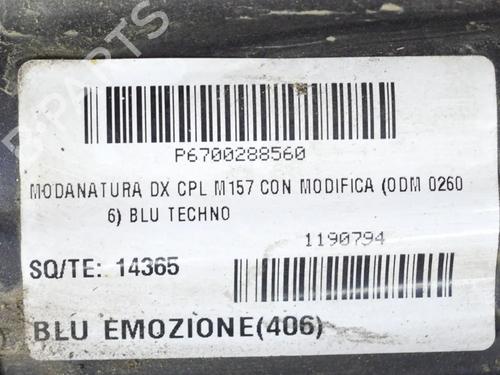 B-PARTS
P6700288560
MODANATURA DX CPL M157 CON MODIFICA (ODM 0260
6) BLU TECHNO
1190794
SQ/TE: 14365
BLU EMOZIONE(406)